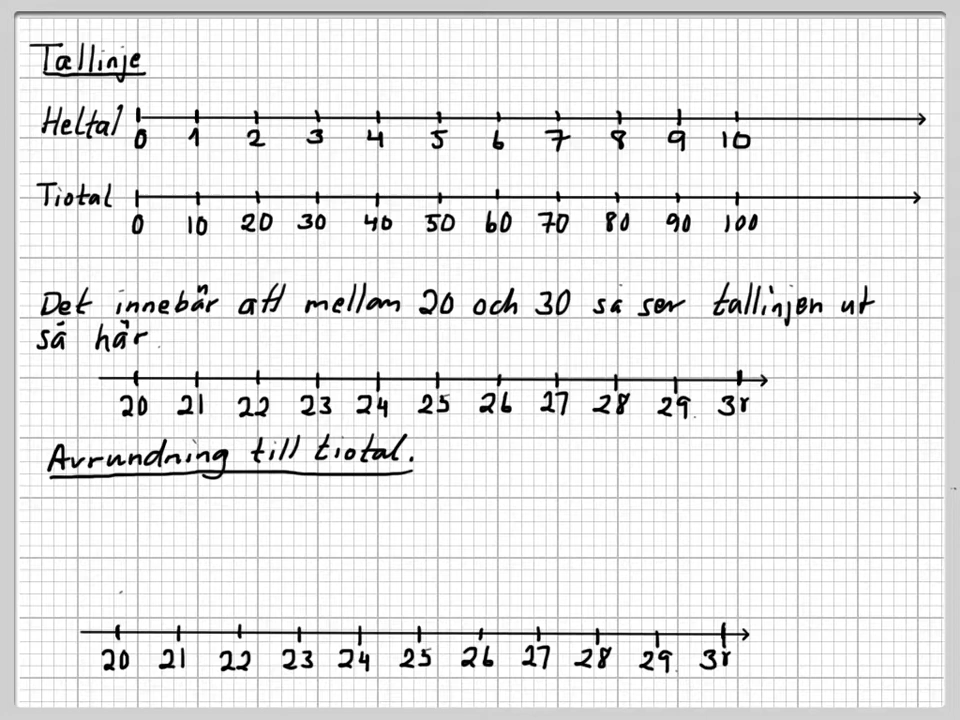 Tallinje
Heltal
0 1 2 3 4 5 6 7 8 9 10
Tiotal
0 10 20 30 40 50 60 70 80 90 100
Det innebär att mellan 20 och 30 så ser tallinjen ut
så här
20 21 22 23 24 25 26 27 28 29
Avrundning till tiotal.
20 21 22 23 24 25 26 27 28 29